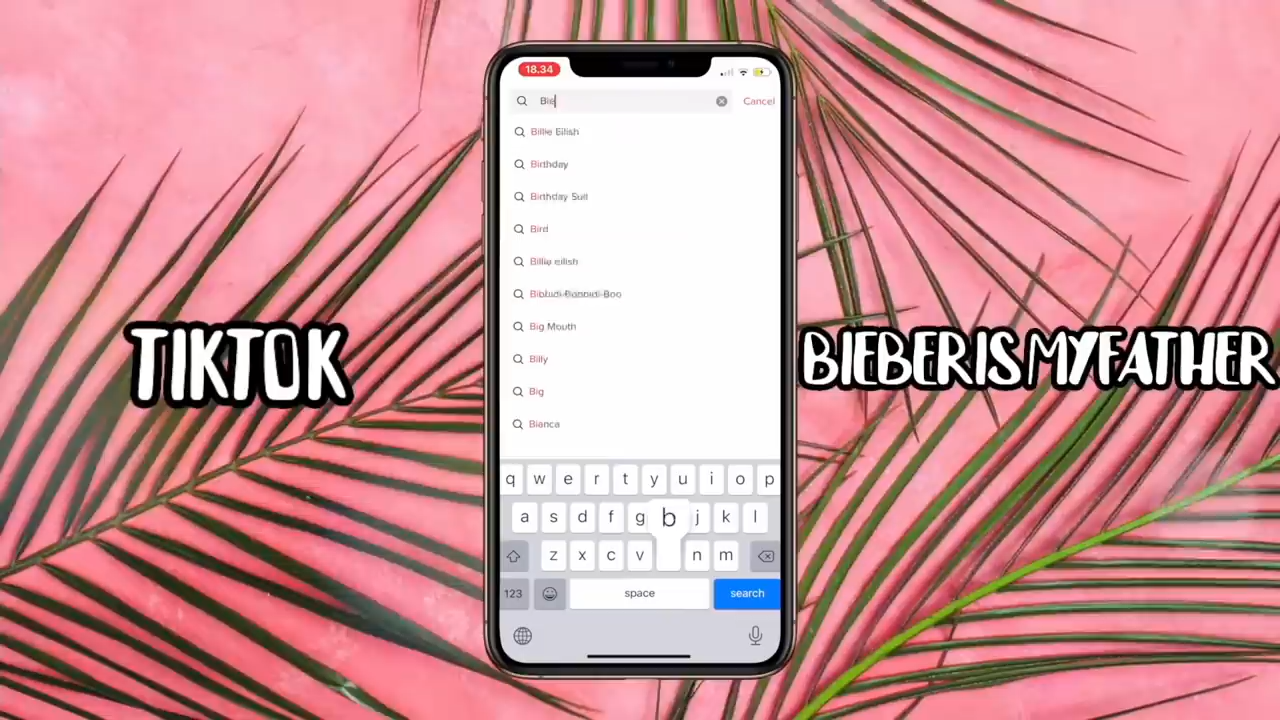 18.34
Bie
Cancel
Billie Eilish
Birthday
Birthday Suit
Bird
Billie eilish
Big Mouth
Billy
Big
Bianca
TIKTOK
BIEBERISMYFATHER
q w e r t y u i o p
a s d f g b j k l
z x c v n m
123 space search